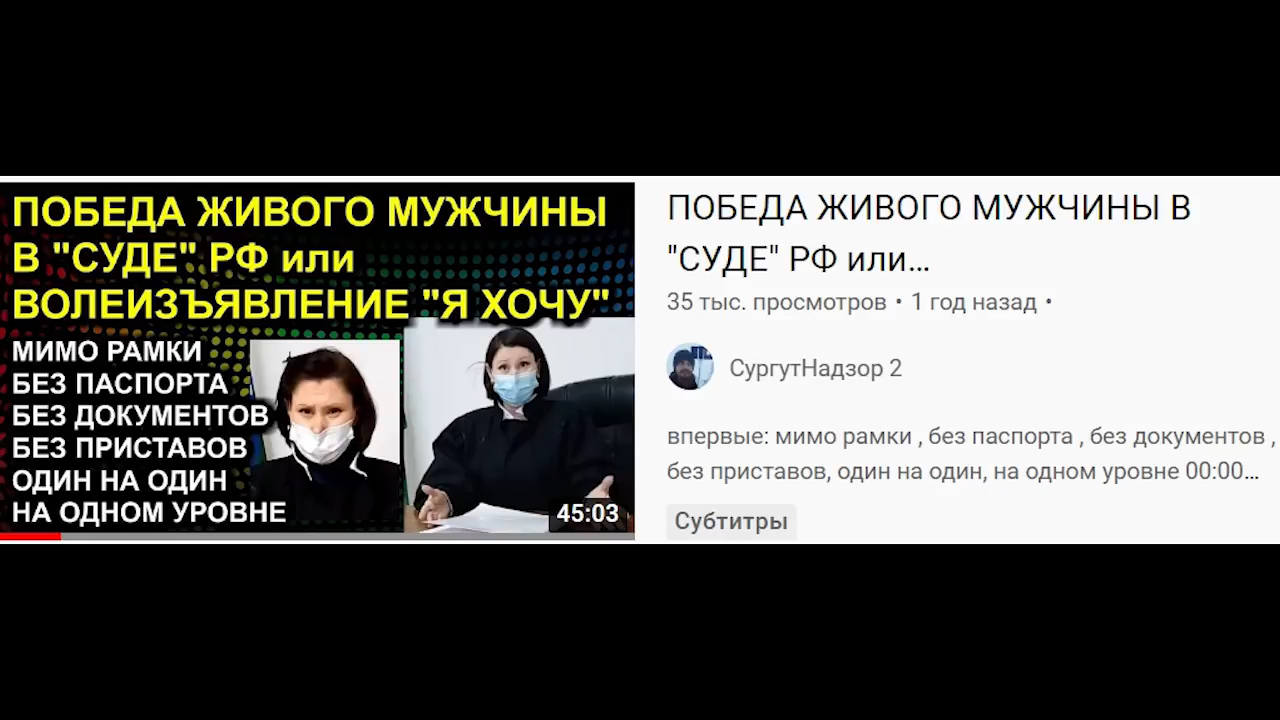 ПОБЕДА ЖИВОГО МУЖЧИНЫ
В "СУДЕ" РФ или
ВОЛЕИЗЪЯВЛЕНИЕ "Я ХОЧУ"
МИМО РАМКИ
БЕЗ ПАСПОРТА
БЕЗ ДОКУМЕНТОВ
БЕЗ ПРИСТАВОВ
ОДИН НА ОДИН
НА ОДНОМ УРОВНЕ
45:03
ПОБЕДА ЖИВОГО МУЖЧИНЫ В
"СУДЕ" РФ или...
35 тыс. просмотров • 1 год назад •
СургутНадзор 2
впервые: мимо рамки , без паспорта , без документов ,
без приставов, один на один, на одном уровне 00:00...
Субтитры